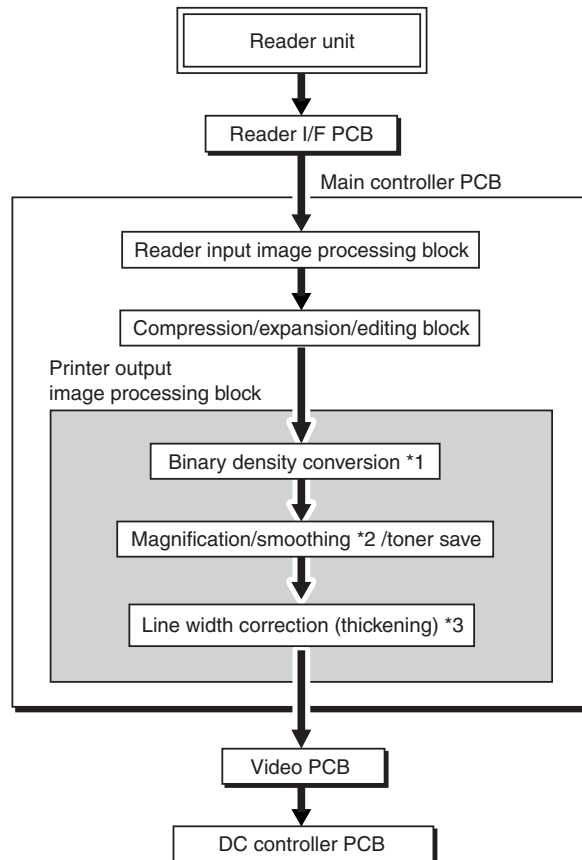 Reader unit
Reader I/F PCB
Main controller PCB
Reader input image processing block
Compression/expansion/editing block
Printer output
image processing block
Binary density conversion *1
Magnification/smoothing *2 /toner save
Line width correction (thickening) *3
Video PCB
DC controller PCB